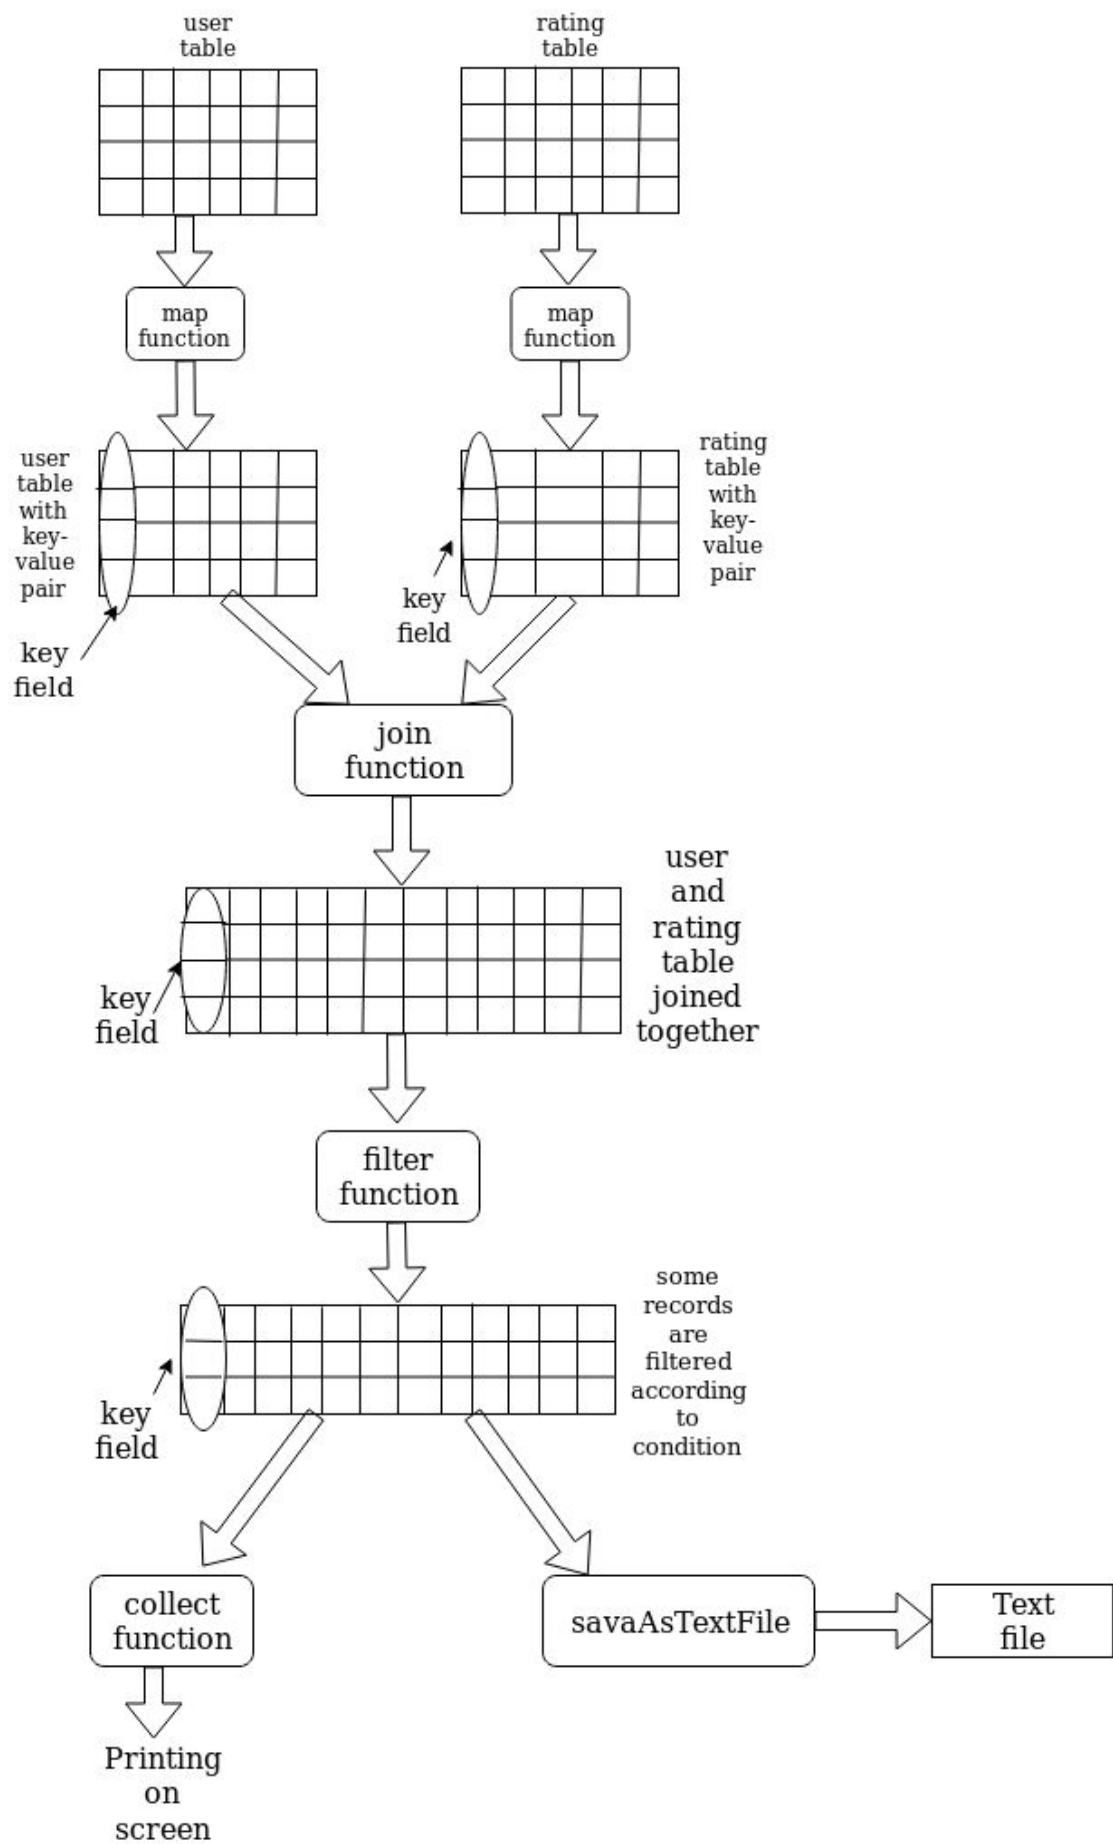 user
table
rating
table
map
function
map
function
user
table
with
key-
value
pair
rating
table
with
key-
value
pair
key
field
key
field
join
function
user
and
rating
table
joined
together
key
field
filter
function
some
records
are
filtered
according
to
condition
key
field
collect
function
savaAsTextFile
Text
file
Printing
on
screen